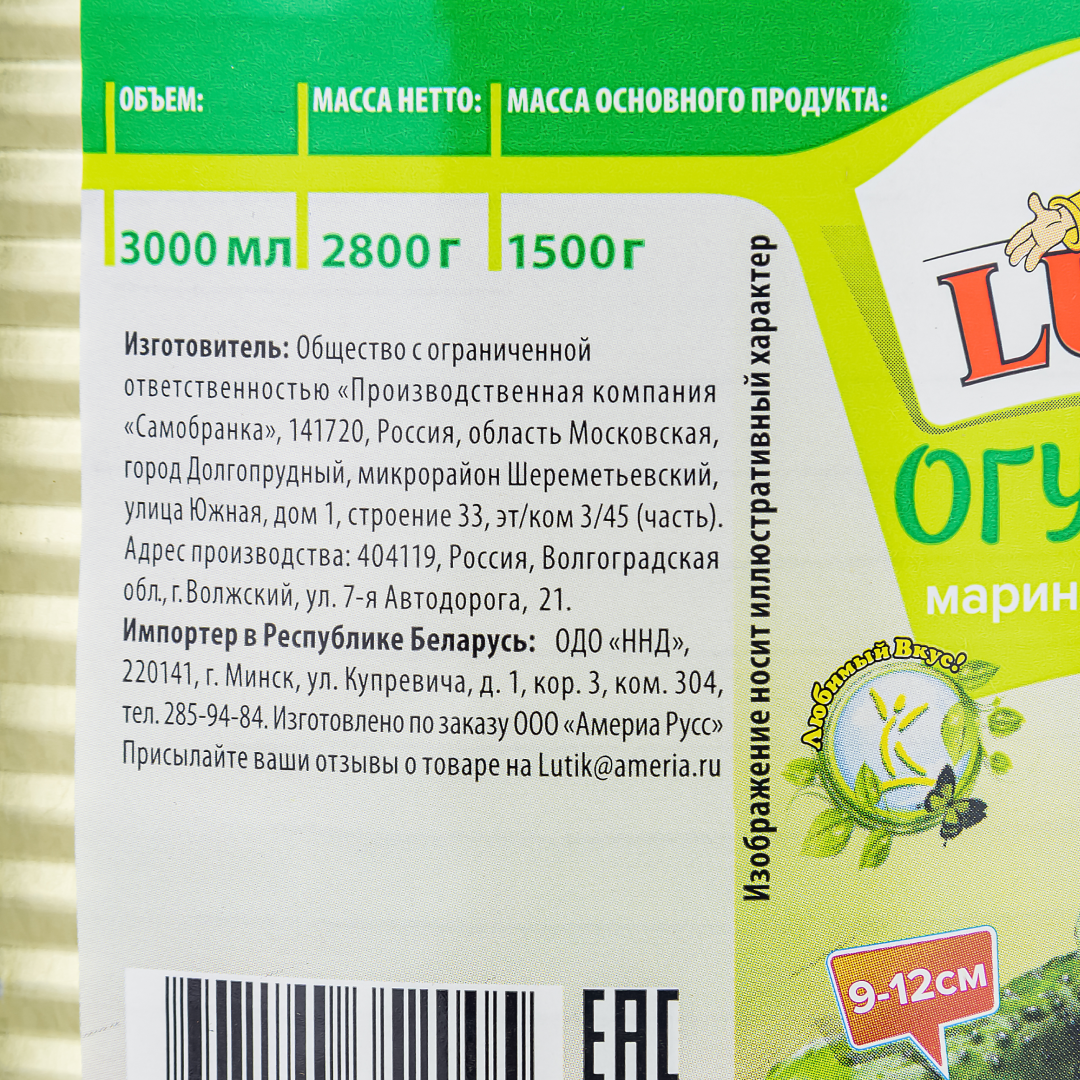 ОБЪЕМ: МАССА НЕТТО: МАССА ОСНОВНОГО ПРОДУКТА:
3000 мл 2800 г 1500 г
Изготовитель: Общество с ограниченной
ответственностью «Производственная компания
«Самобранка», 141720, Россия, область Московская,
город Долгопрудный, микрорайон Шереметьевский,
улица Южная, дом 1, строение 33, эт/ком 3/45 (часть).
Адрес производства: 404119, Россия, Волгоградская
обл., г. Волжский, ул. 7-я Автодорога, 21.
Импортер в Республике Беларусь: ОДО «ННД»,
220141, г. Минск, ул. Купревича, д. 1, кор. 3, ком. 304,
тел. 285-94-84. Изготовлено по заказу ООО «Америа Русс»
Присылайте ваши отзывы о товаре на Lutik@ameria.ru
EAC
Изображение носит иллюстративный характер
LU
ОГУ
марин
Любимый Вкус!
9-12см